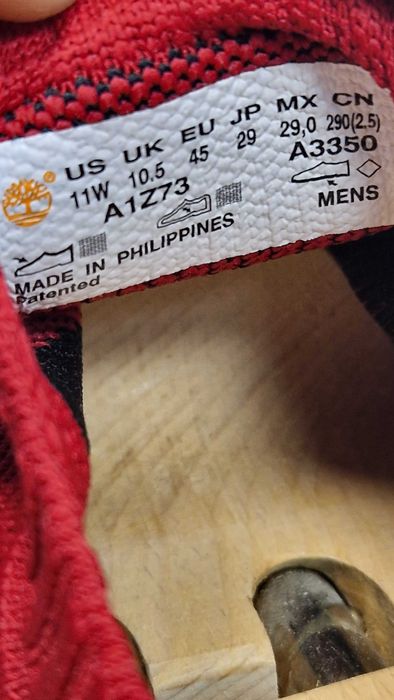 US UK EU JP MX CN
11W 10.5 45 29 29,0 290(2.5)
A1Z73 A3350
MENS
MADE IN PHILIPPINES
Patented